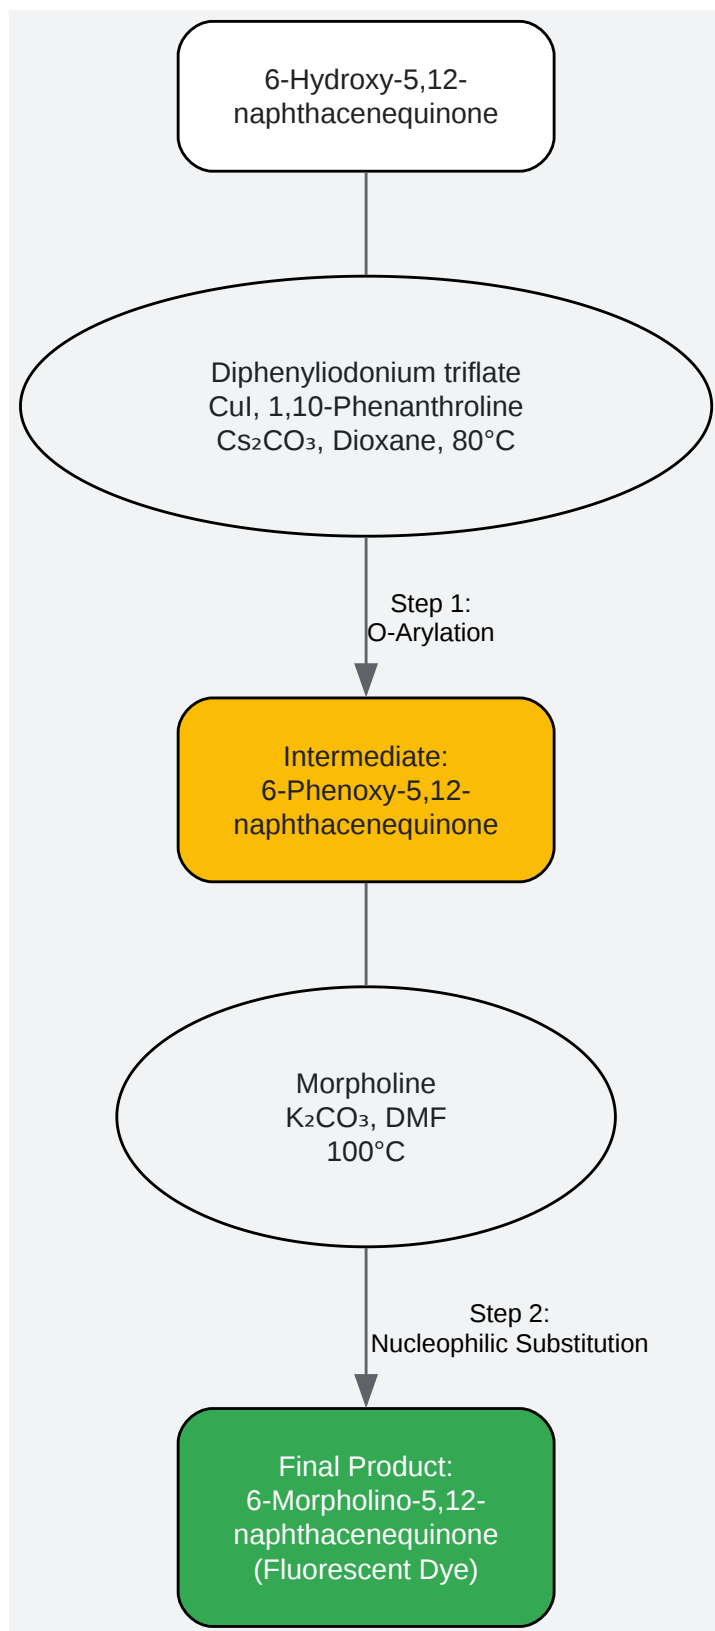 6-Hydroxy-5,12-
naphthacenequinone
Diphenyliodonium triflate
CuI, 1,10-Phenanthroline
Cs₂CO₃, Dioxane, 80°C
Step 1:
O-Arylation
Intermediate:
6-Phenoxy-5,12-
naphthacenequinone
Morpholine
K₂CO₃, DMF
100°C
Step 2:
Nucleophilic Substitution
Final Product:
6-Morpholino-5,12-
naphthacenequinone
(Fluorescent Dye)